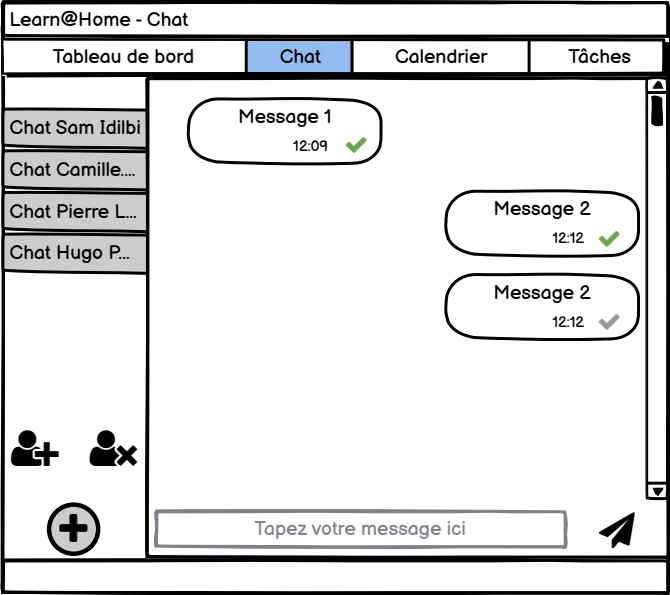 Learn@Home - Chat
Tableau de bord
Chat
Calendrier
Tâches
Chat Sam Idilbi
Chat Camille....
Chat Pierre L...
Chat Hugo P...
Message 1
12:09
Message 2
12:12
Message 2
12:12
Tapez votre message ici